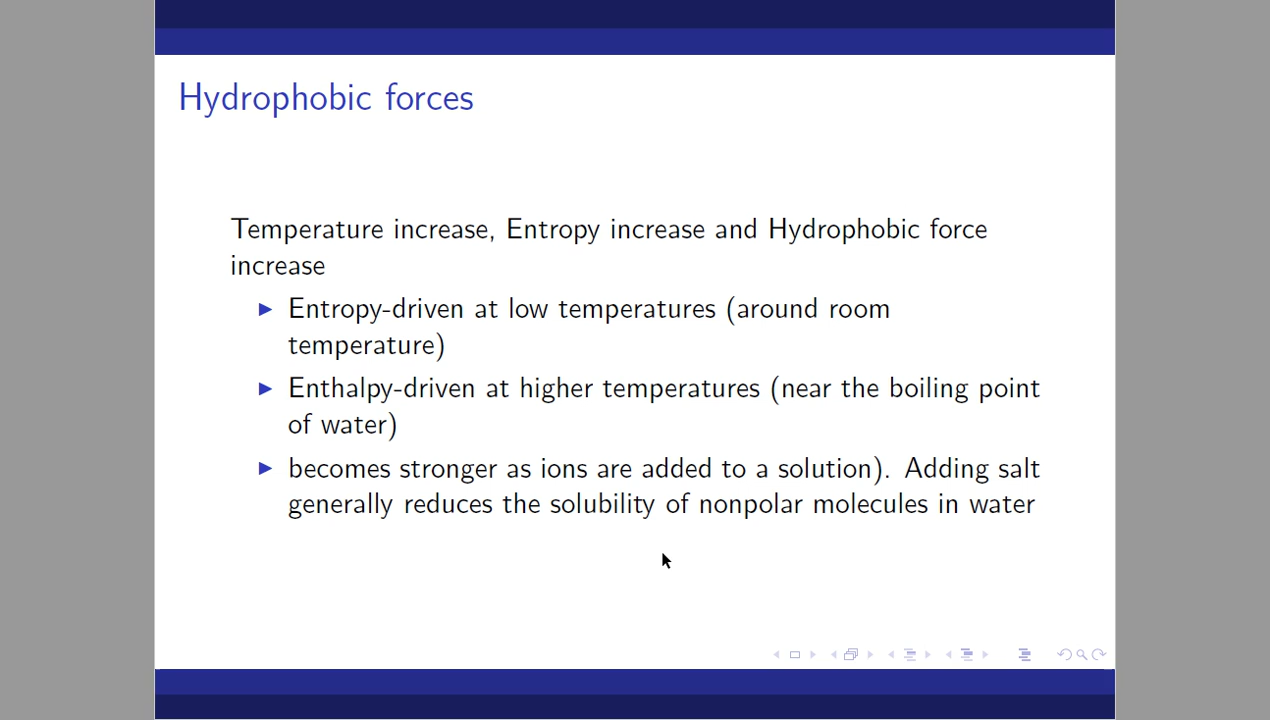 Hydrophobic forces
Temperature increase, Entropy increase and Hydrophobic force
increase
Entropy-driven at low temperatures (around room
temperature)
Enthalpy-driven at higher temperatures (near the boiling point
of water)
becomes stronger as ions are added to a solution). Adding salt
generally reduces the solubility of nonpolar molecules in water